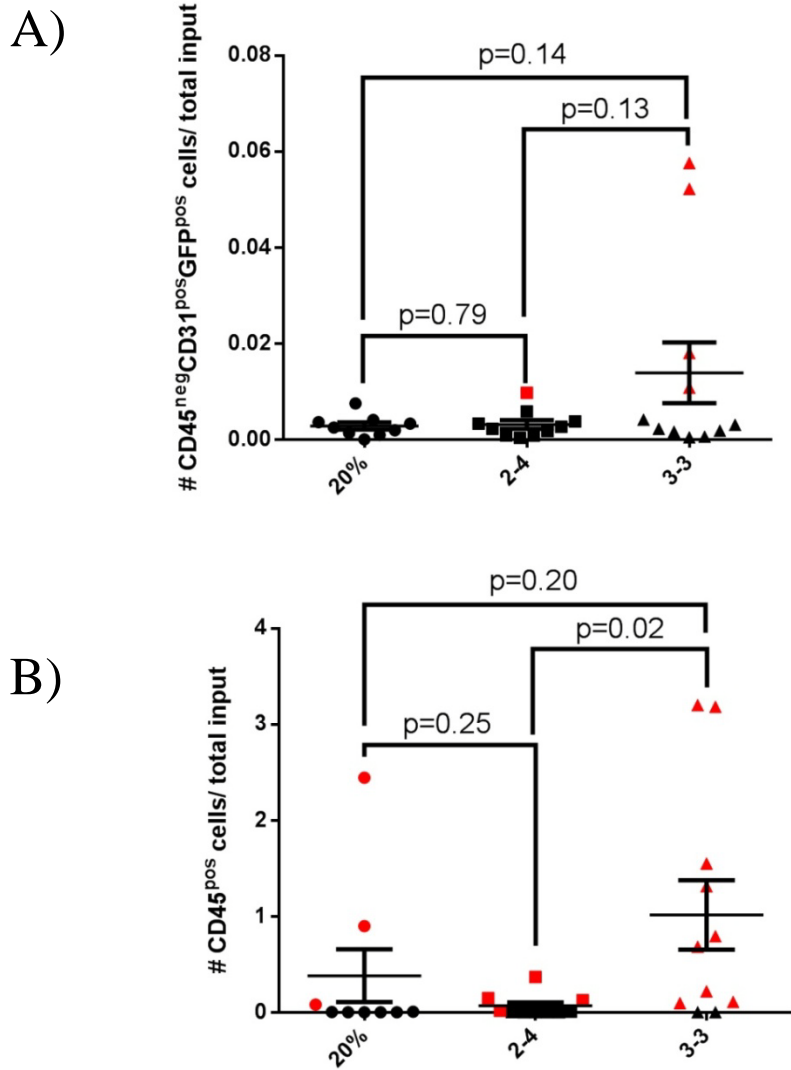 A)
# CD45negCD31posGFPpos cells/ total input
0.08
0.06
0.04
0.02
0.00
p=0.14
p=0.13
p=0.79
20%
2-4
3-3
B)
# CD45pos cells/ total input
4
3
2
1
0
p=0.20
p=0.02
p=0.25
20%
2-4
3-3